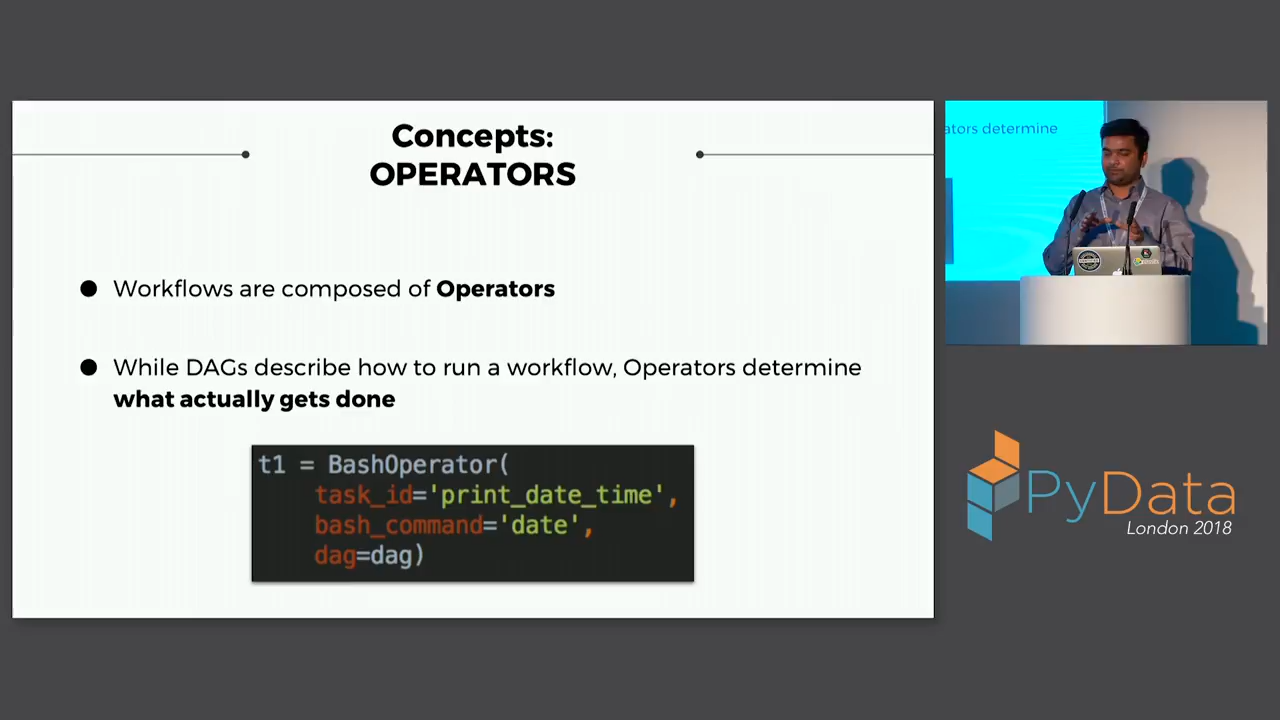 Concepts:
OPERATORS
● Workflows are composed of Operators
● While DAGs describe how to run a workflow, Operators determine
what actually gets done
t1 = BashOperator(
    task_id='print_date_time',
    bash_command='date',
    dag=dag)
ators determine
PyData
London 2018